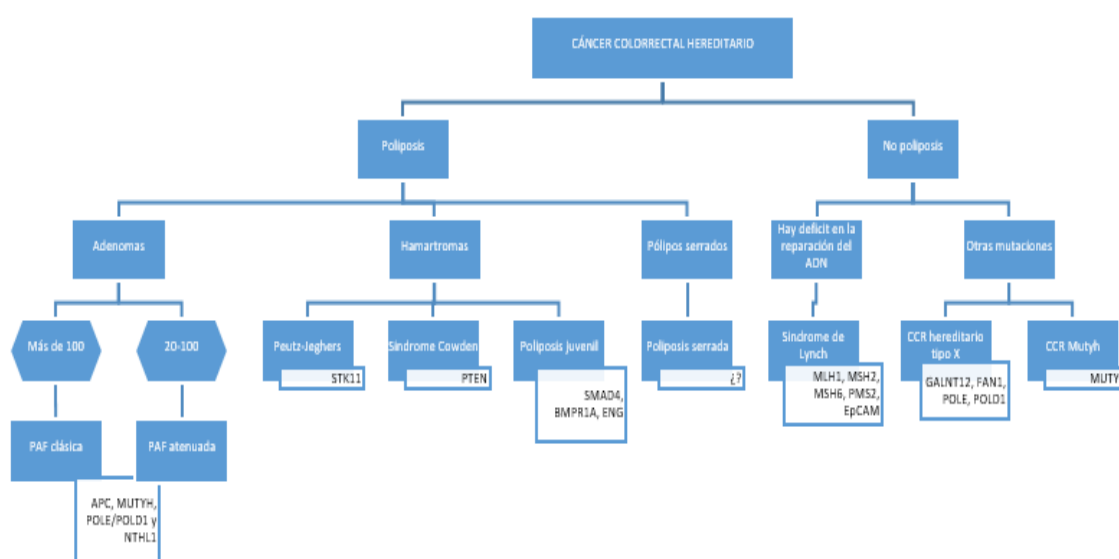 CÁNCER COLORRECTAL HEREDITARIO
Poliposis
No poliposis
Adenomas
Hamartromas
Pólipos serrados
Hay deficit en la
reparación del
ADN
Otras mutaciones
Más de 100
20-100
Peutz-Jeghers
STK11
Sindrome Cowden
PTEN
Poliposis juvenil
SMAD4,
BMPR1A, ENG
Poliposis serrada
¿?
Sindrome de
Lynch
MLH1, MSH2,
MSH6, PMS2,
EpCAM
CCR hereditario
tipo X
GALNT12, FAN1,
POLE, POLD1
CCR Mutyh
MUTY
PAF clásica
PAF atenuada
APC, MUTYH,
POLE/POLD1 y
NTHL1